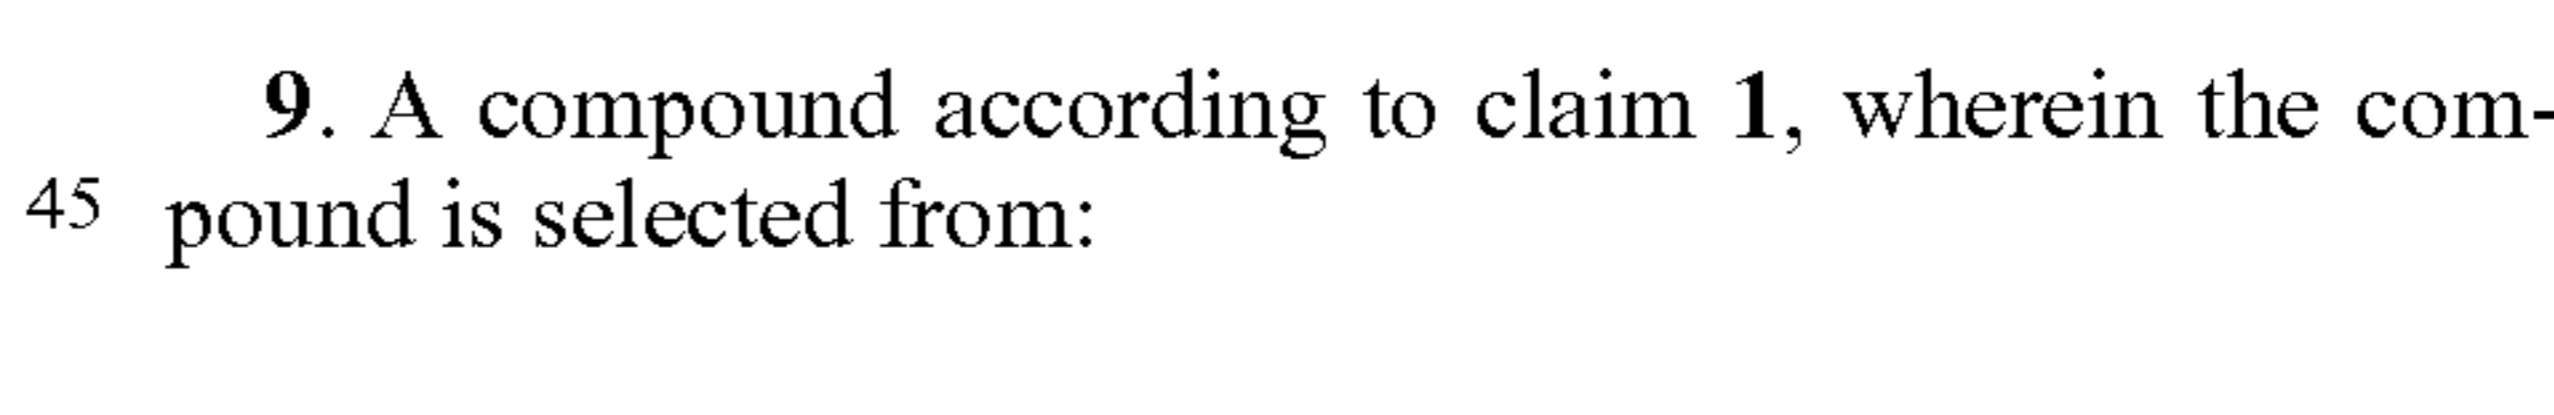 9. A compound according to claim 1, wherein the com-
45 pound is selected from: